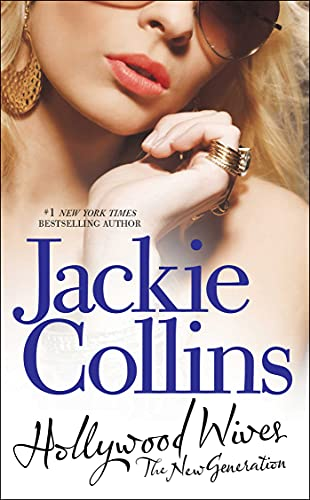 #1 NEW YORK TIMES
BESTSELLING AUTHOR
Jackie
Collins
Hollywood Wives
The New Generation